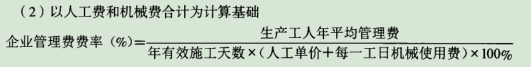 （2）以人工费和机械费合计为计算基础
企业管理费费率（%）=生产工人年平均管理费
年有效施工天数×（人工单价+每一工日机械使用费）×100%